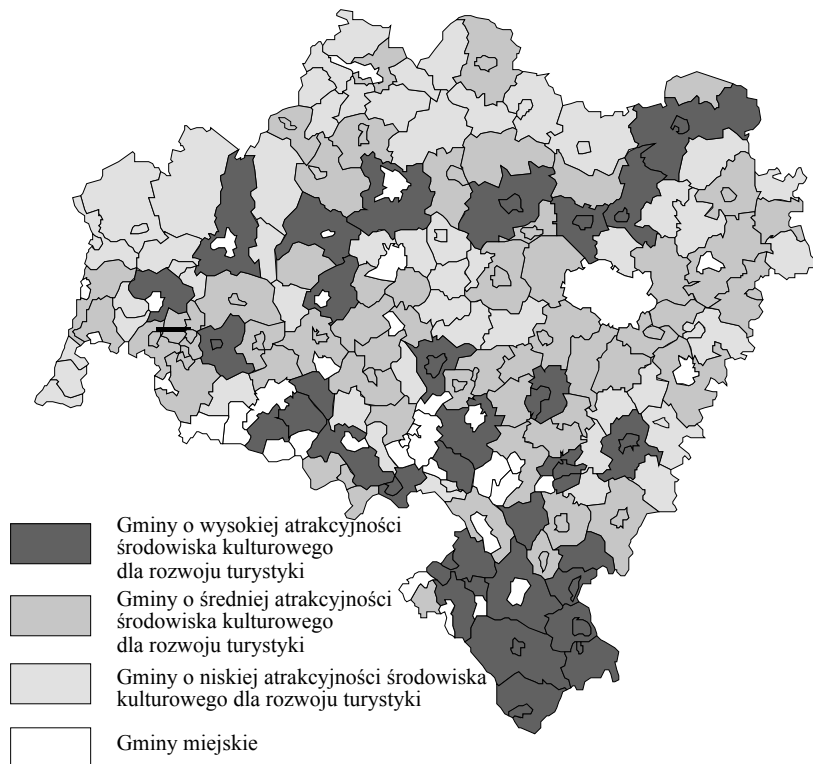 Gminy o wysokiej atrakcyjności
środowiska kulturowego
dla rozwoju turystyki
Gminy o średniej atrakcyjności
środowiska kulturowego
dla rozwoju turystyki
Gminy o niskiej atrakcyjności środowiska
kulturowego dla rozwoju turystyki
Gminy miejskie